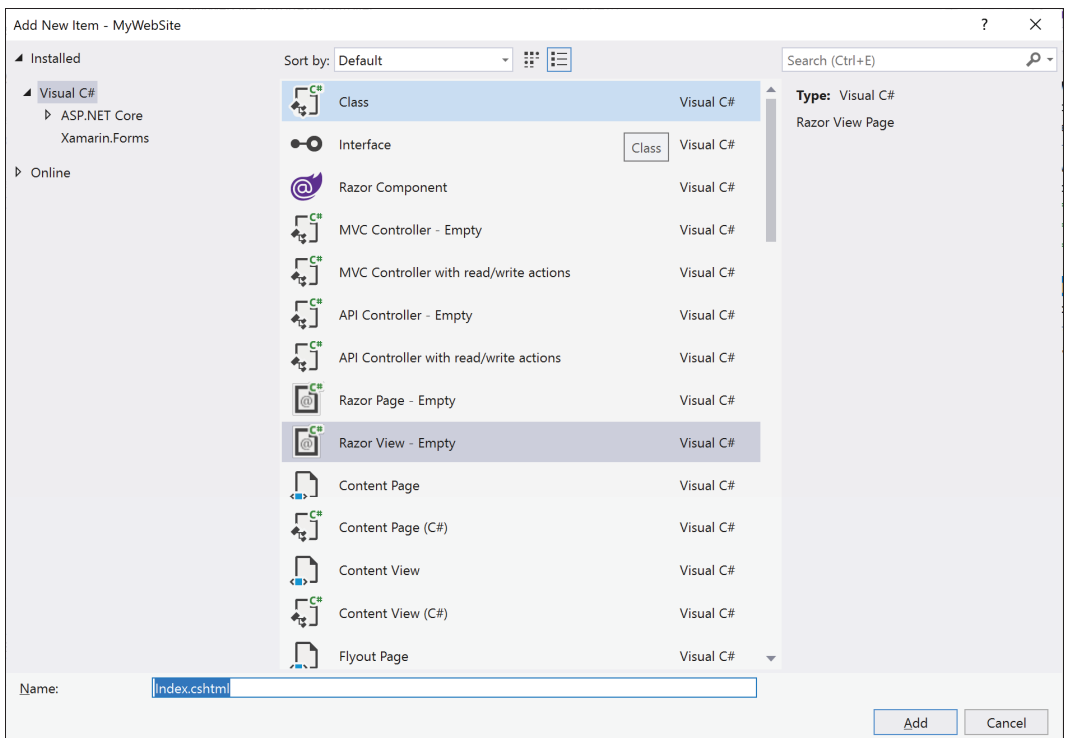 Add New Item - MyWebSite ? ✕
Installed
Visual C#
ASP.NET Core
Xamarin.Forms
Online
Sort by: Default
Class Visual C#
Interface Class Visual C#
Razor Component Visual C#
MVC Controller - Empty Visual C#
MVC Controller with read/write actions Visual C#
API Controller - Empty Visual C#
API Controller with read/write actions Visual C#
Razor Page - Empty Visual C#
Razor View - Empty Visual C#
Content Page Visual C#
Content Page (C#) Visual C#
Content View Visual C#
Content View (C#) Visual C#
Flyout Page Visual C#
Search (Ctrl+E)
Type: Visual C#
Razor View Page
Name: Index.cshtml
Add Cancel